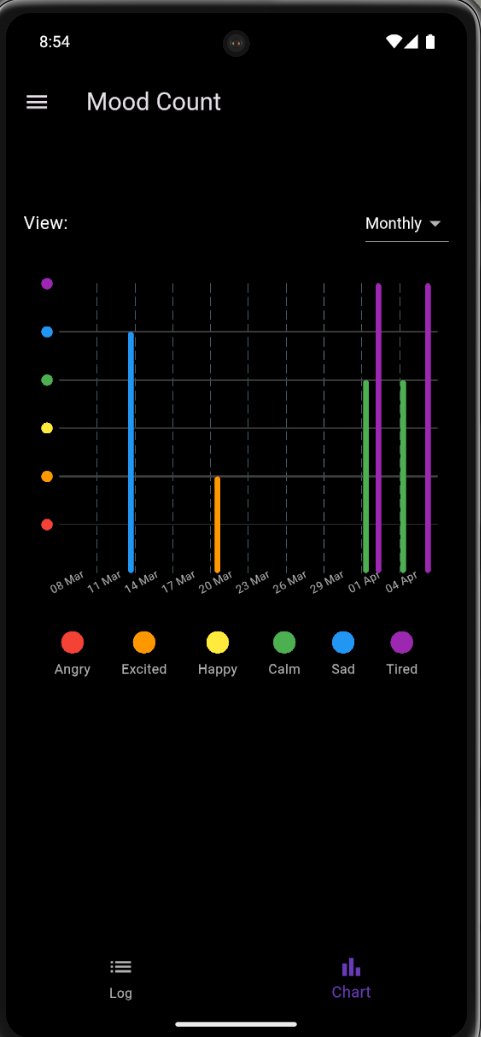 8:54
Mood Count
View:
Monthly
08 Mar 11 Mar 14 Mar 17 Mar 20 Mar 23 Mar 26 Mar 29 Mar 01 Apr 04 Apr
Angry Excited Happy Calm Sad Tired
Log Chart